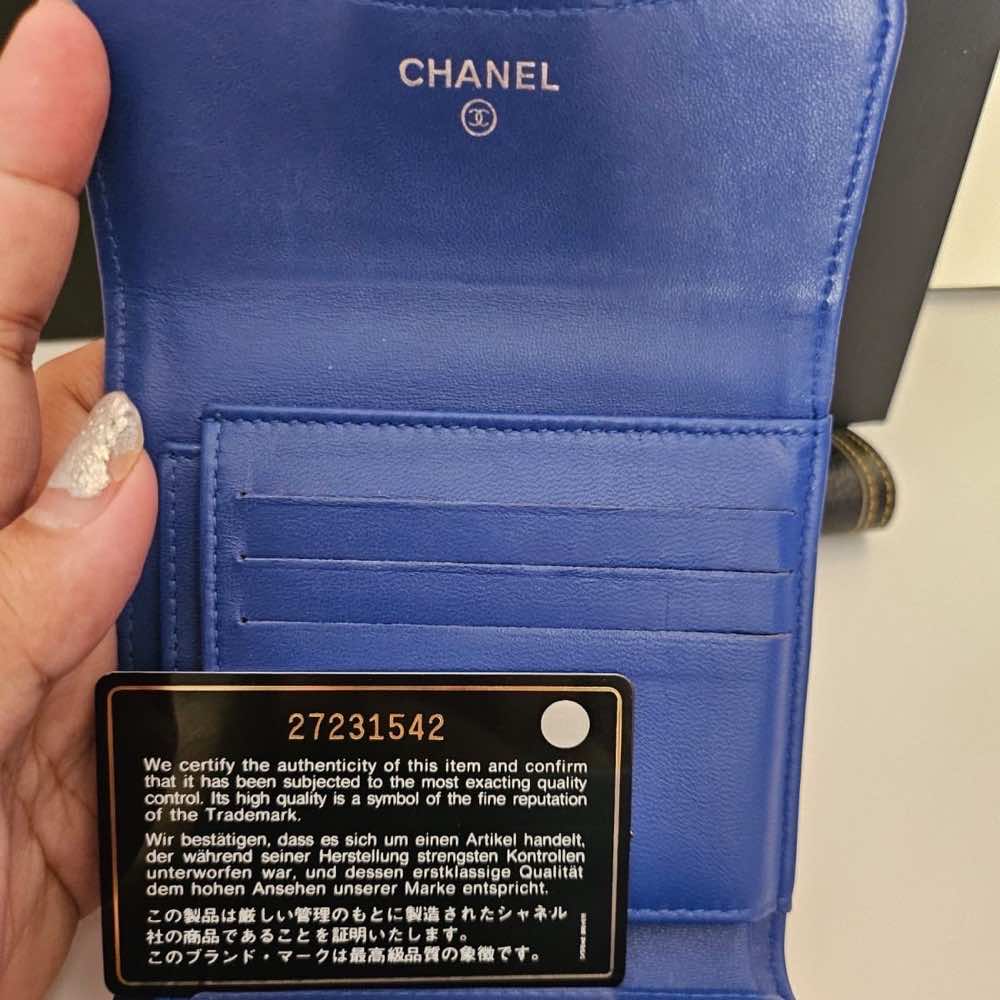 CHANEL
27231542
We certify the authenticity of this item and confirm
that it has been subjected to the most exacting quality
control. Its high quality is a symbol of the fine reputation
of the Trademark.
Wir bestätigen, dass es sich um einen Artikel handelt,
der während seiner Herstellung strengsten Kontrollen
unterworfen war, und dessen erstklassige Qualität
dem hohen Ansehen unserer Marke entspricht.
この製品は厳しい管理のもとに製造されたシャネル
社の商品であることを証明いたします。
このブランド・マークは最高級品質の象徴です。